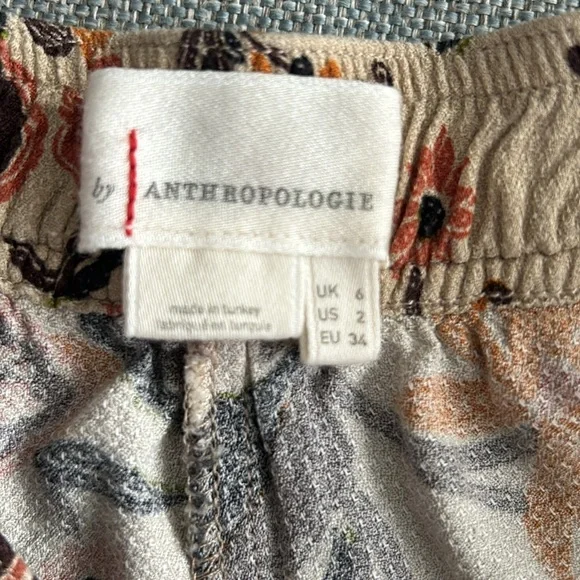 by ANTHROPOLOGIE
made in turkey
fabriqué en turquie
UK 6
US 2
EU 34